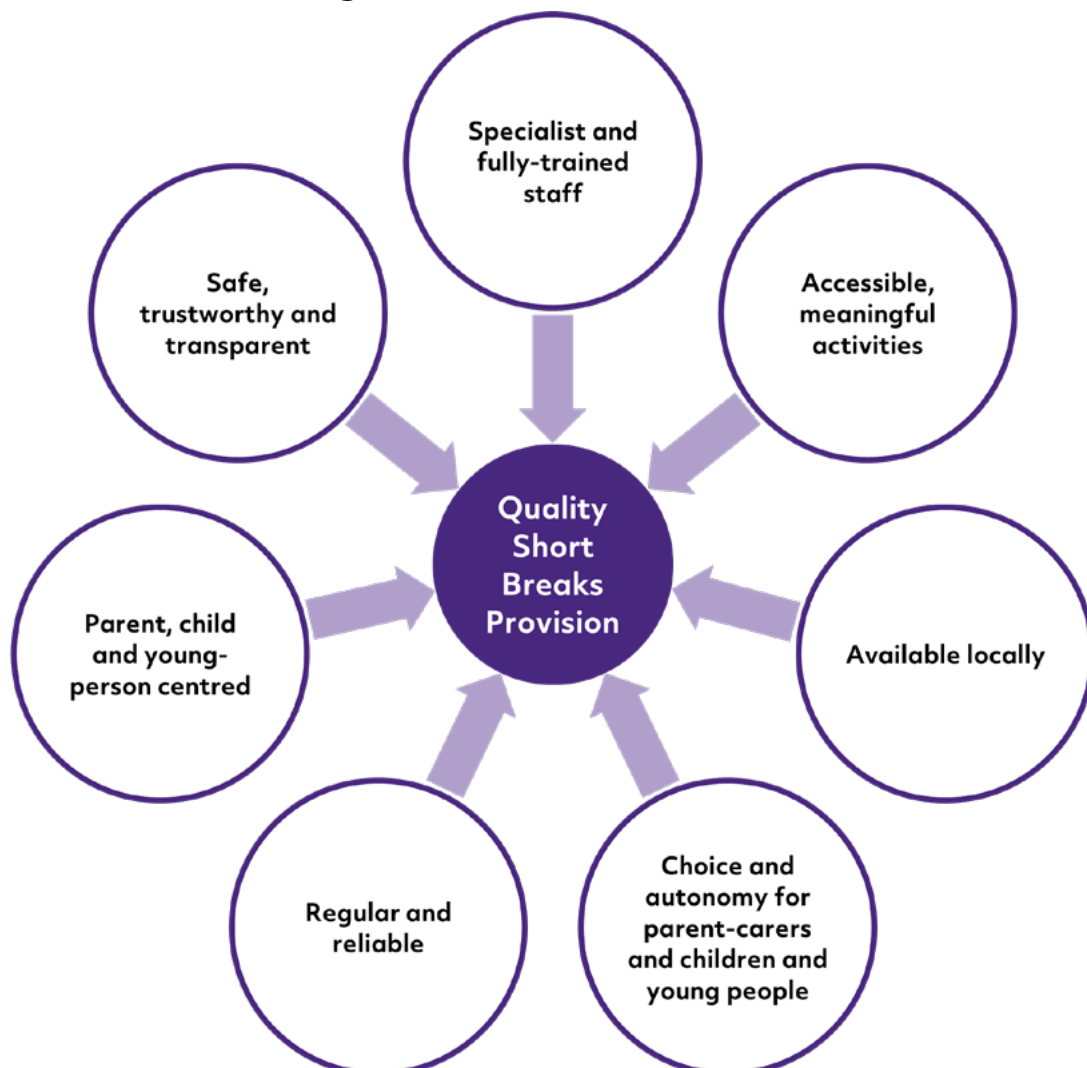 Specialist and
fully-trained
staff
Safe,
trustworthy and
transparent
Accessible,
meaningful
activities
Quality
Short
Breaks
Provision
Parent, child
and young-
person centred
Available locally
Regular and
reliable
Choice and
autonomy for
parent-carers
and children and
young people